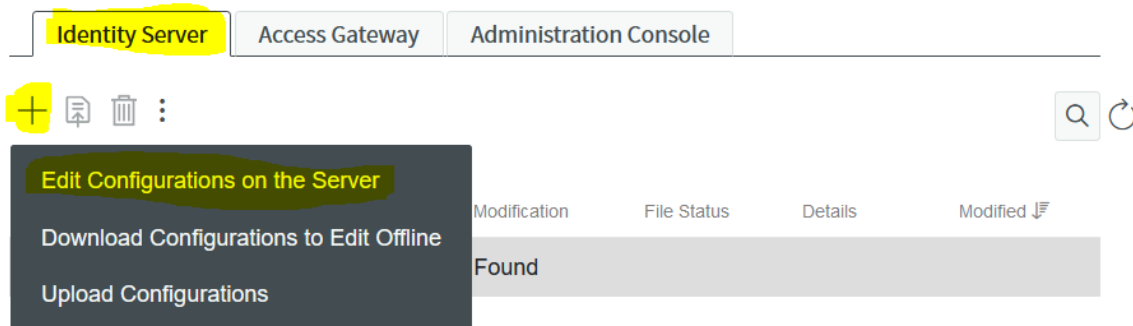 Identity Server Access Gateway Administration Console
Edit Configurations on the Server
Modification File Status Details Modified
Download Configurations to Edit Offline
Found
Upload Configurations